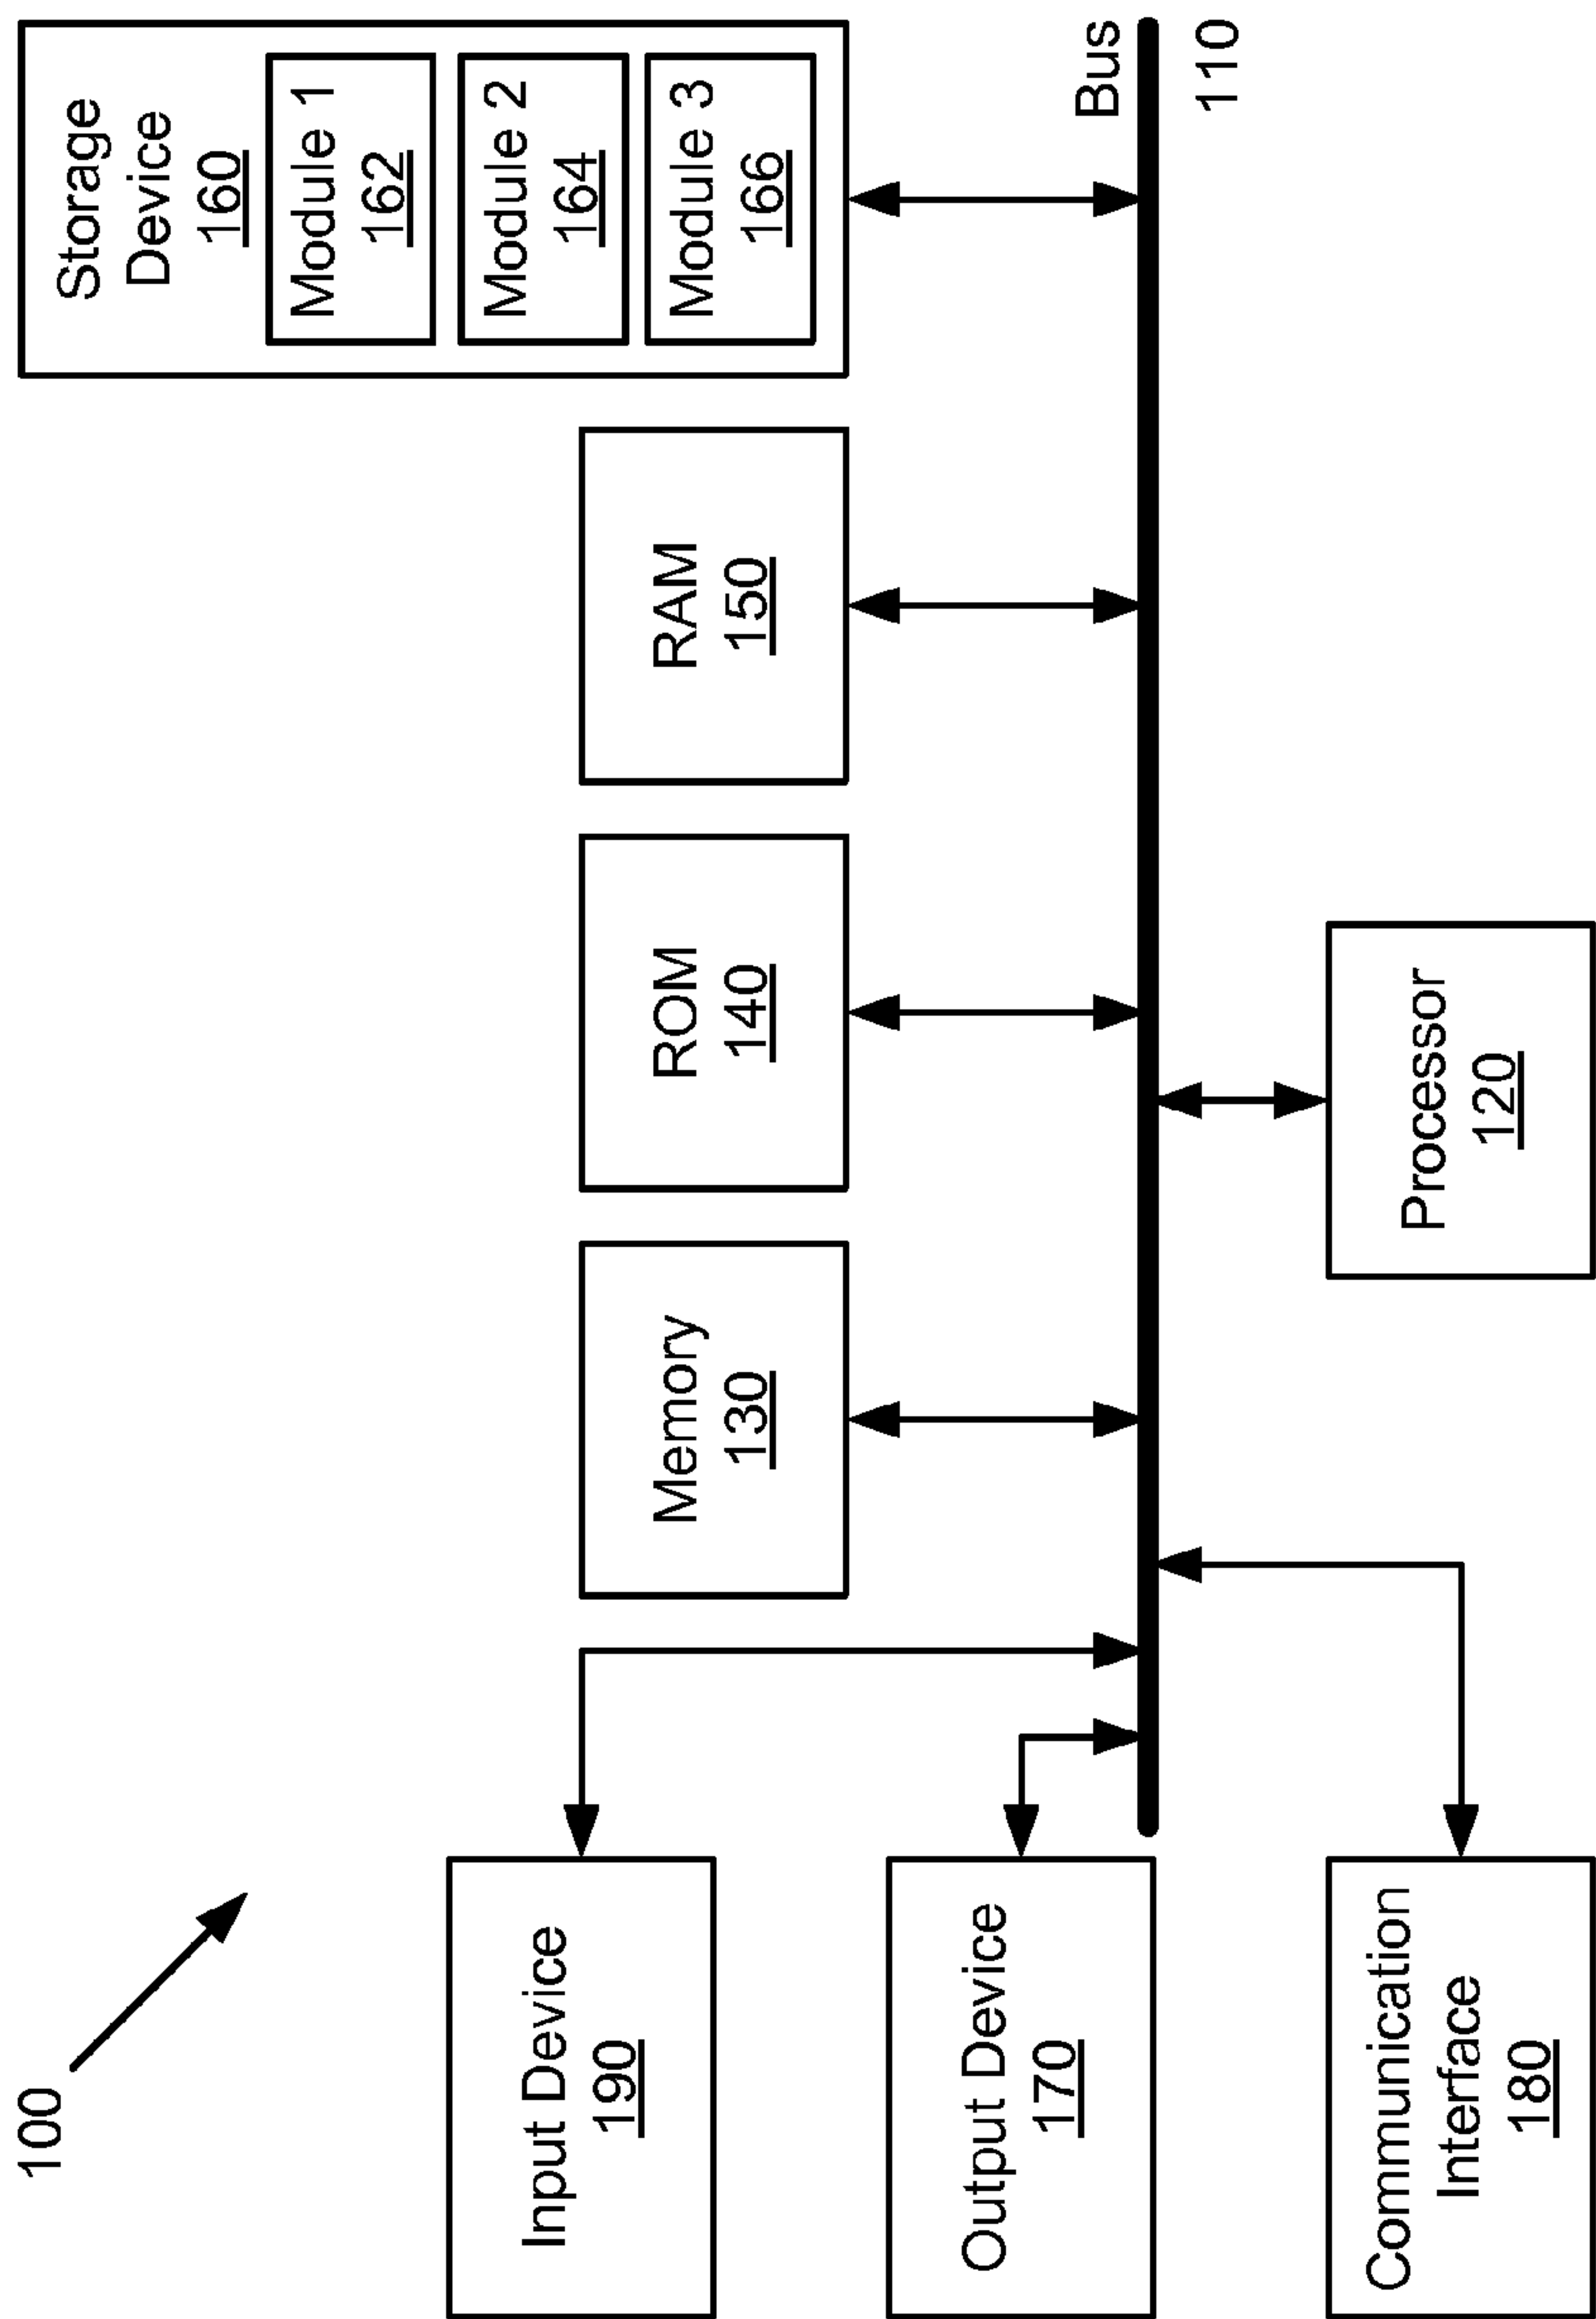 100
Input Device
190
Output Device
170
Communication
Interface
180
Memory
130
ROM
140
RAM
150
Storage
Device
160
Module 1
162
Module 2
164
Module 3
166
Bus
110
Processor
120